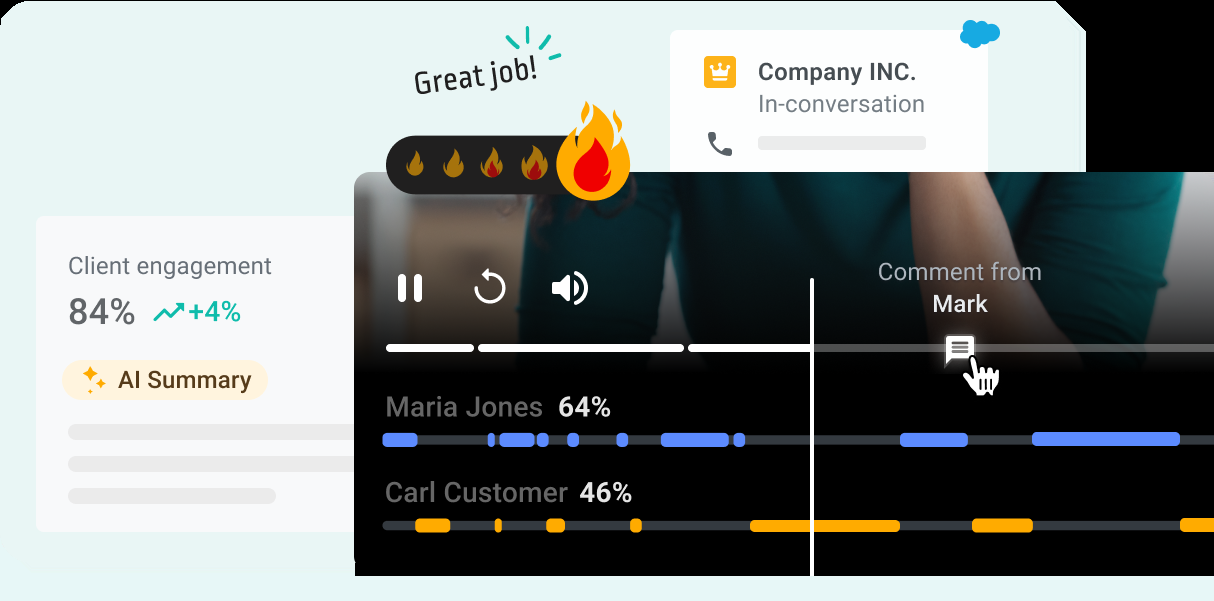 Great job!
Company INC.
In-conversation
Client engagement
84% +4%
AI Summary
Comment from
Mark
Maria Jones 64%
Carl Customer 46%